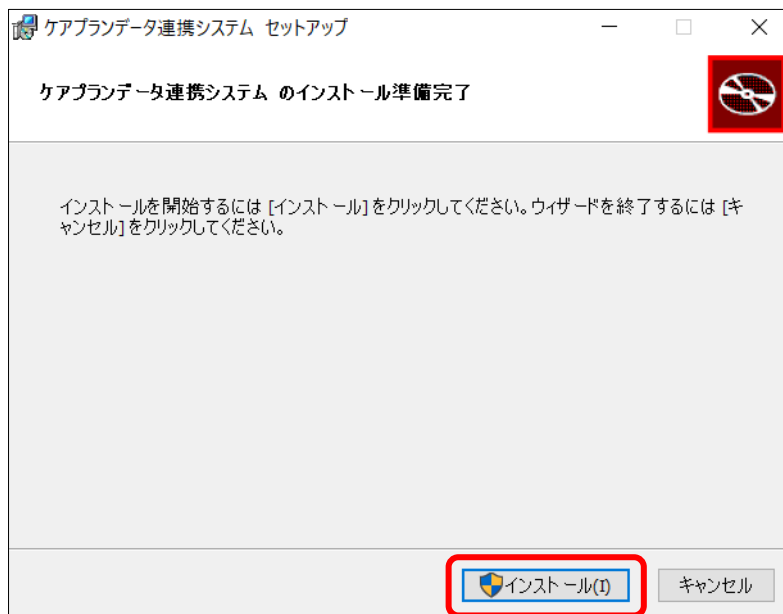 ケアプランデータ連携システム セットアップ
ケアプランデータ連携システム のインストール準備完了
インストールを開始するには [インストール] をクリックしてください。ウィザードを終了するには [キ
ャンセル] をクリックしてください。
インストール(I)
キャンセル